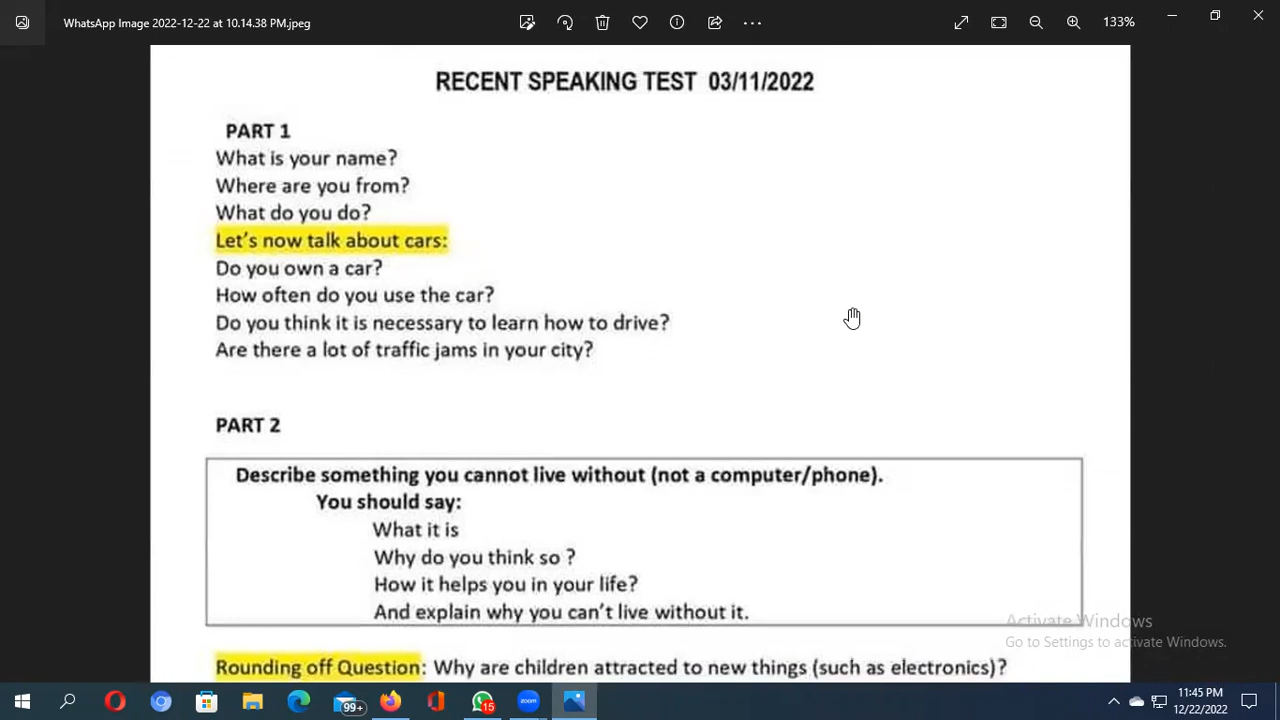 WhatsApp Image 2022-12-22 at 10.14.38 PM.jpeg
133%
RECENT SPEAKING TEST 03/11/2022
PART 1
What is your name?
Where are you from?
What do you do?
Let's now talk about cars:
Do you own a car?
How often do you use the car?
Do you think it is necessary to learn how to drive?
Are there a lot of traffic jams in your city?
PART 2
Describe something you cannot live without (not a computer/phone).
You should say:
What it is
Why do you think so ?
How it helps you in your life?
And explain why you can't live without it.
Activate Windows
Go to Settings to activate Windows.
Rounding off Question: Why are children attracted to new things (such as electronics)?
99+
15
zoom
11:45 PM
12/22/2022